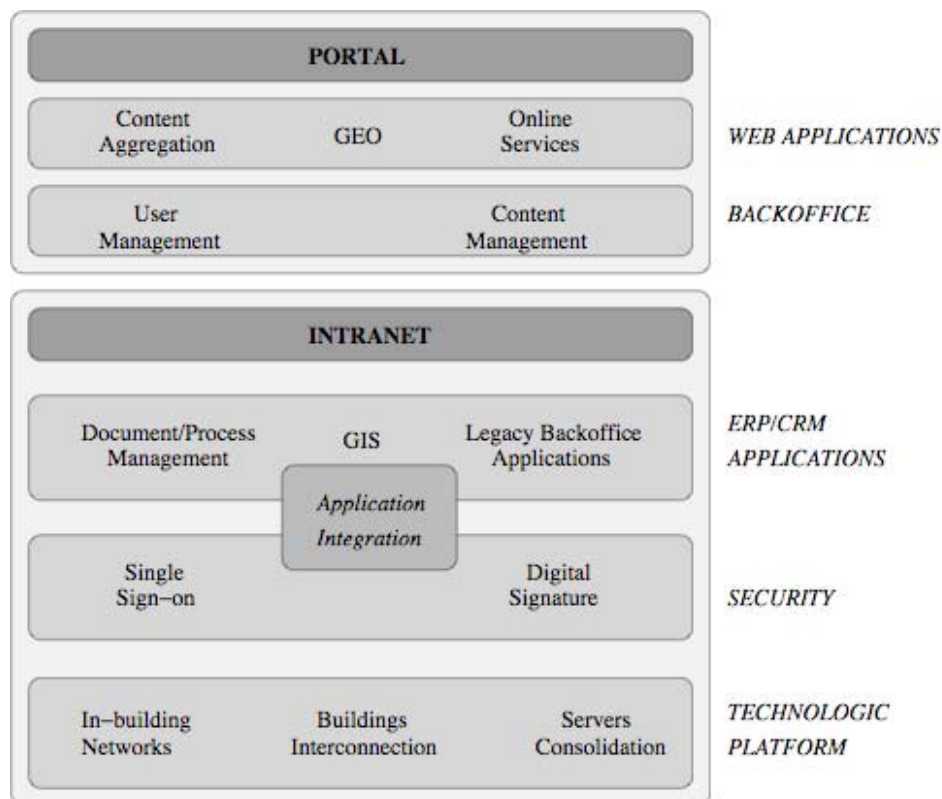 PORTAL
Content
Aggregation
GEO
Online
Services
WEB APPLICATIONS
User
Management
Content
Management
BACKOFFICE
INTRANET
Document/Process
Management
GIS
Legacy Backoffice
Applications
ERP/CRM
APPLICATIONS
Application
Integration
Single
Sign−on
Digital
Signature
SECURITY
In−building
Networks
Buildings
Interconnection
Servers
Consolidation
TECHNOLOGIC
PLATFORM